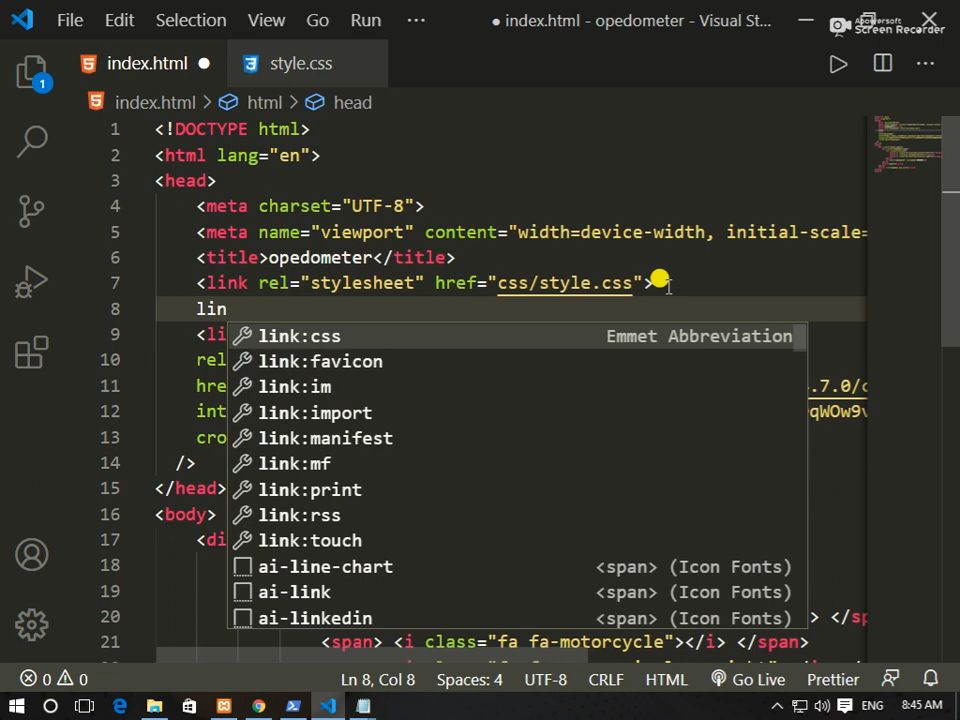 File Edit Selection View Go Run ··· ● index.html - opedometer - Visual St...
Apowersoft
Screen Recorder
index.html ● style.css
index.html > html > head
1 <!DOCTYPE html>
2 <html lang="en">
3 <head>
4 <meta charset="UTF-8">
5 <meta name="viewport" content="width=device-width, initial-scale=
6 <title>opedometer</title>
7 <link rel="stylesheet" href="css/style.css">
8 lin
9 <li
link:css Emmet Abbreviation
10 rel
link:favicon
11 hre
link:im
.7.0/c
12 int
link:import
qWOw9v
13 cro
link:manifest
14 />
link:mf
15 </head>
link:print
16 <body>
link:rss
17 <di
link:touch
18
ai-line-chart <span> (Icon Fonts)
19
ai-link <span> (Icon Fonts)
20
ai-linkedin <span> (Icon Fonts)
> </sp
21 <span> <i class="fa fa-motorcycle"></i> </span>
0 0 Ln 8, Col 8 Spaces: 4 UTF-8 CRLF HTML Go Live Prettier
ENG 8:45 AM